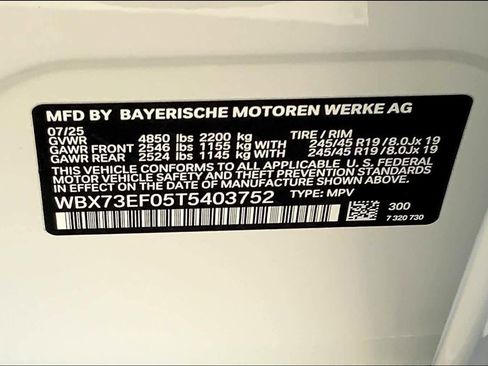 MFD BY BAYERISCHE MOTOREN WERKE AG
07/25
GVWR 4850 lbs 2200 kg TIRE / RIM
GAWR FRONT 2546 lbs 1155 kg WITH 245/45 R19 /8.0Jx 19
GAWR REAR 2524 lbs 1145 kg WITH 245/45 R19 /8.0Jx 19
THIS VEHICLE CONFORMS TO ALL APPLICABLE U. S. FEDERAL
MOTOR VEHICLE SAFETY AND THEFT PREVENTION STANDARDS
IN EFFECT ON THE DATE OF MANUFACTURE SHOWN ABOVE.
WBX73EF05T5403752 TYPE: MPV
300
7 320 730